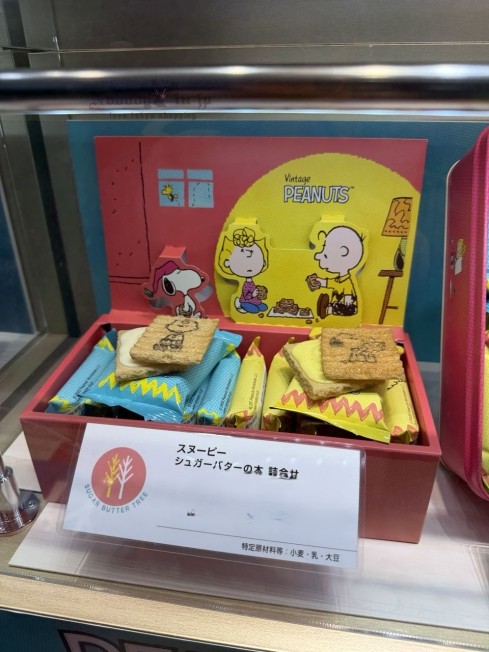 Vintage
PEANUTS
スヌーピー
シュガーバターの木 詰合せ
SUGAR BUTTER TREE
特定原材料等：小麦・乳・大豆